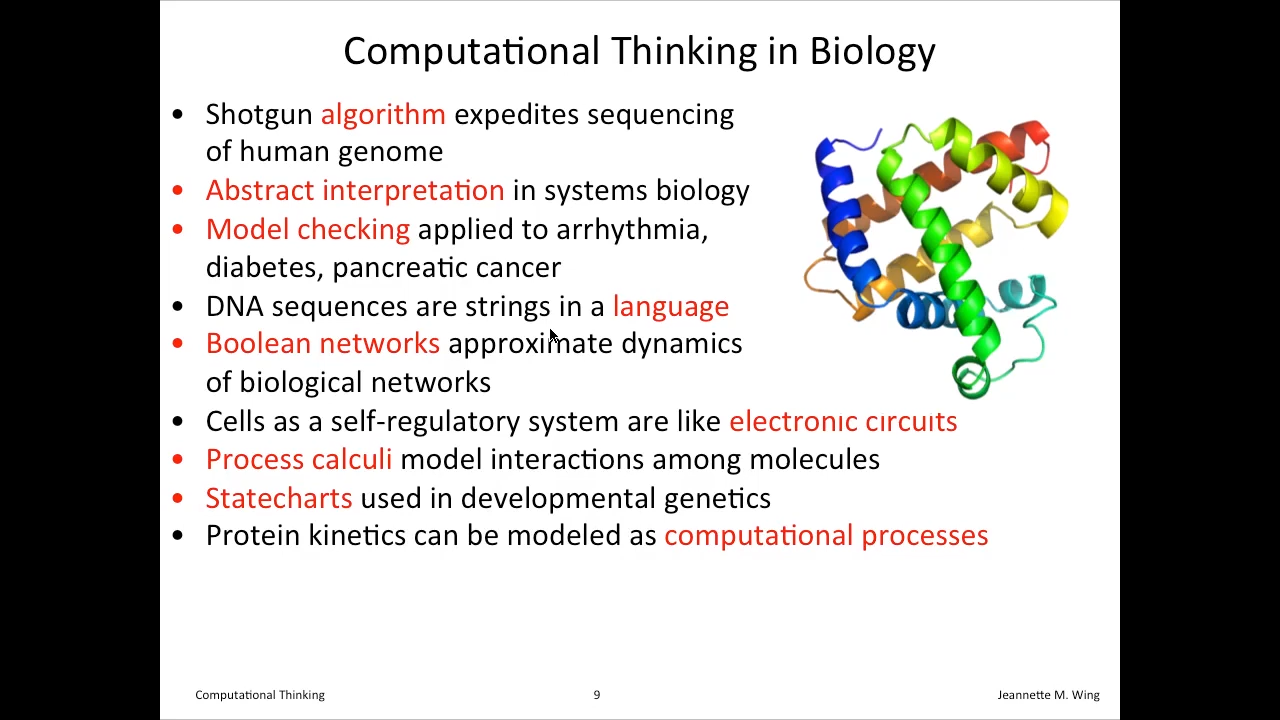 Computational Thinking in Biology
• Shotgun algorithm expedites sequencing
of human genome
• Abstract interpretation in systems biology
• Model checking applied to arrhythmia,
diabetes, pancreatic cancer
• DNA sequences are strings in a language
• Boolean networks approximate dynamics
of biological networks
• Cells as a self-regulatory system are like electronic circuits
• Process calculi model interactions among molecules
• Statecharts used in developmental genetics
• Protein kinetics can be modeled as computational processes
Computational Thinking
9
Jeannette M. Wing